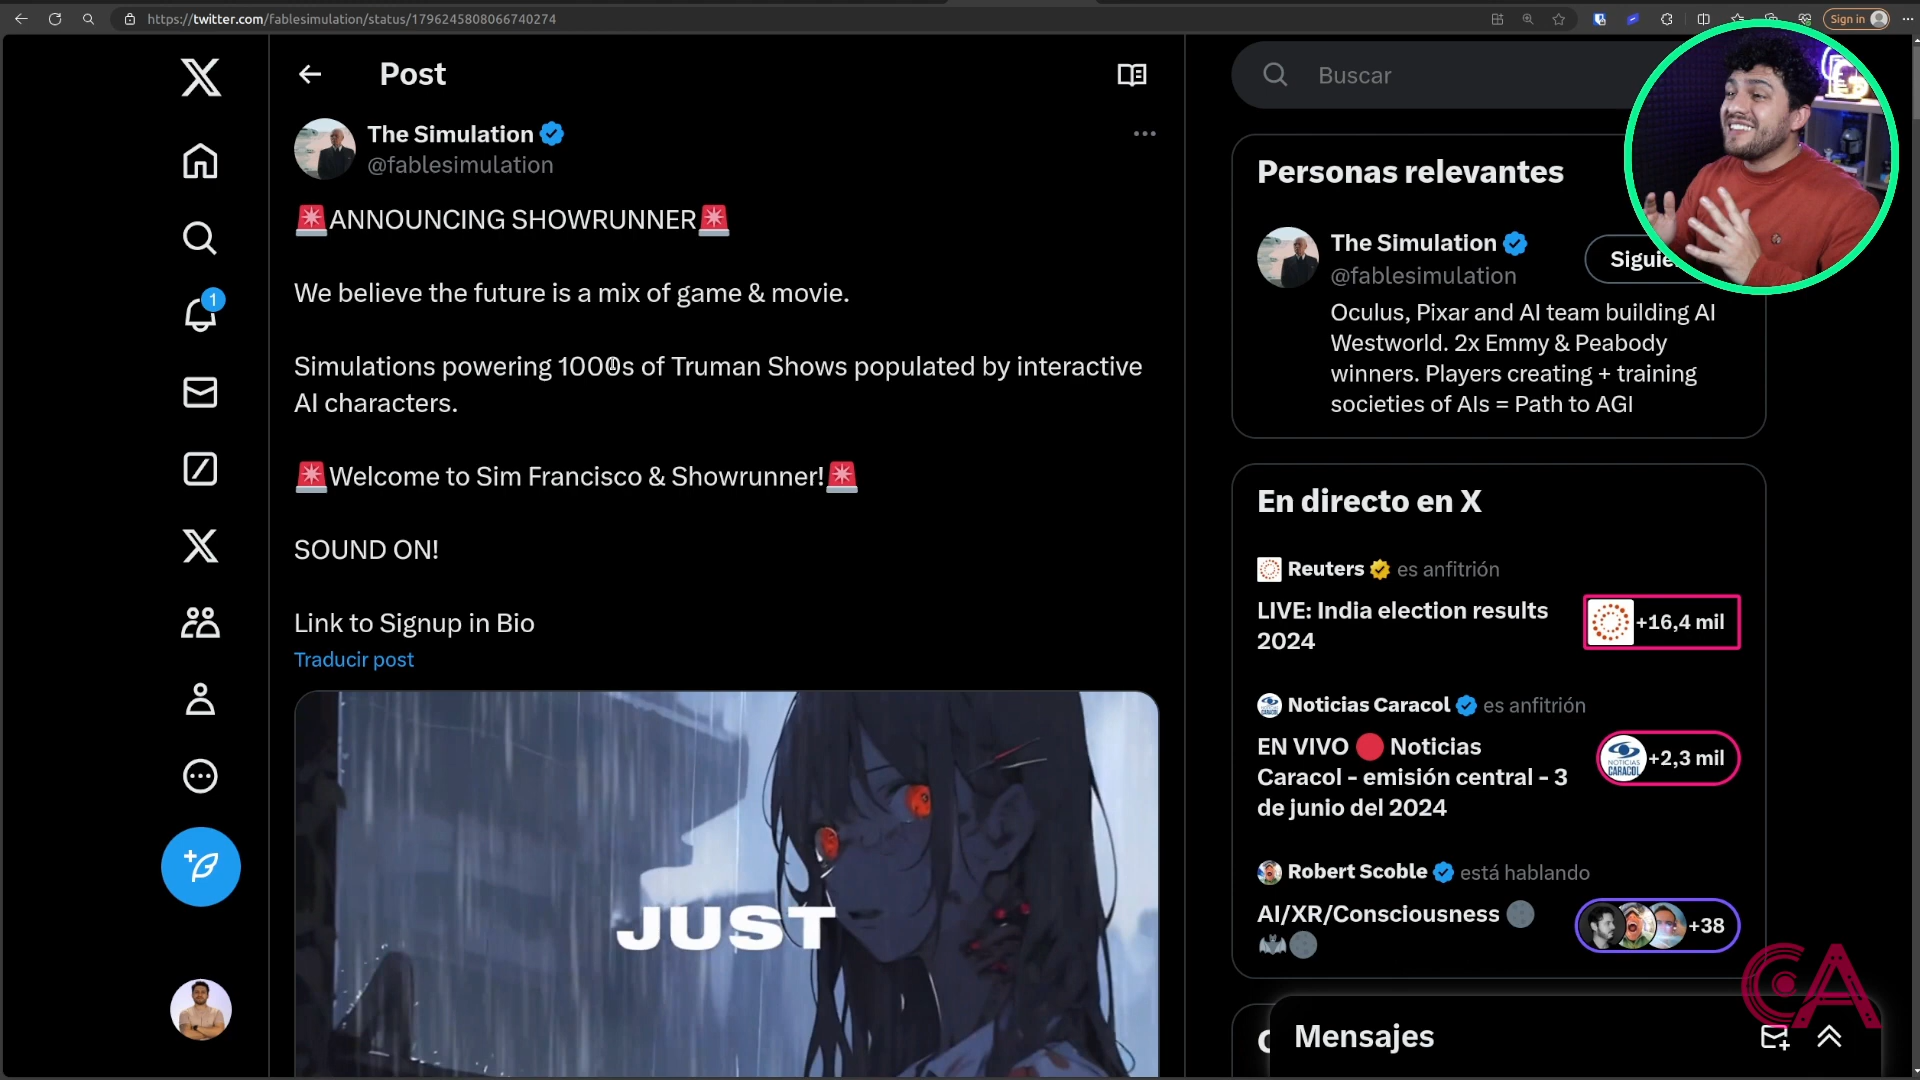 https://twitter.com/fablesimulation/status/1796245808066740274
Sign in
Post
Buscar
The Simulation
@fablesimulation
🚨ANNOUNCING SHOWRUNNER🚨
We believe the future is a mix of game & movie.
Simulations powering 1000s of Truman Shows populated by interactive
AI characters.
🚨Welcome to Sim Francisco & Showrunner!🚨
SOUND ON!
Link to Signup in Bio
Traducir post
JUST
1
Personas relevantes
The Simulation
@fablesimulation
Oculus, Pixar and AI team building AI
Westworld. 2x Emmy & Peabody
winners. Players creating + training
societies of AIs = Path to AGI
En directo en X
Reuters es anfitrión
LIVE: India election results
2024
+16,4 mil
Noticias Caracol es anfitrión
EN VIVO 🔴 Noticias
Caracol - emisión central - 3
de junio del 2024
NOTICIAS
CARACOL
+2,3 mil
Robert Scoble está hablando
AI/XR/Consciousness
+38
CA
Mensajes